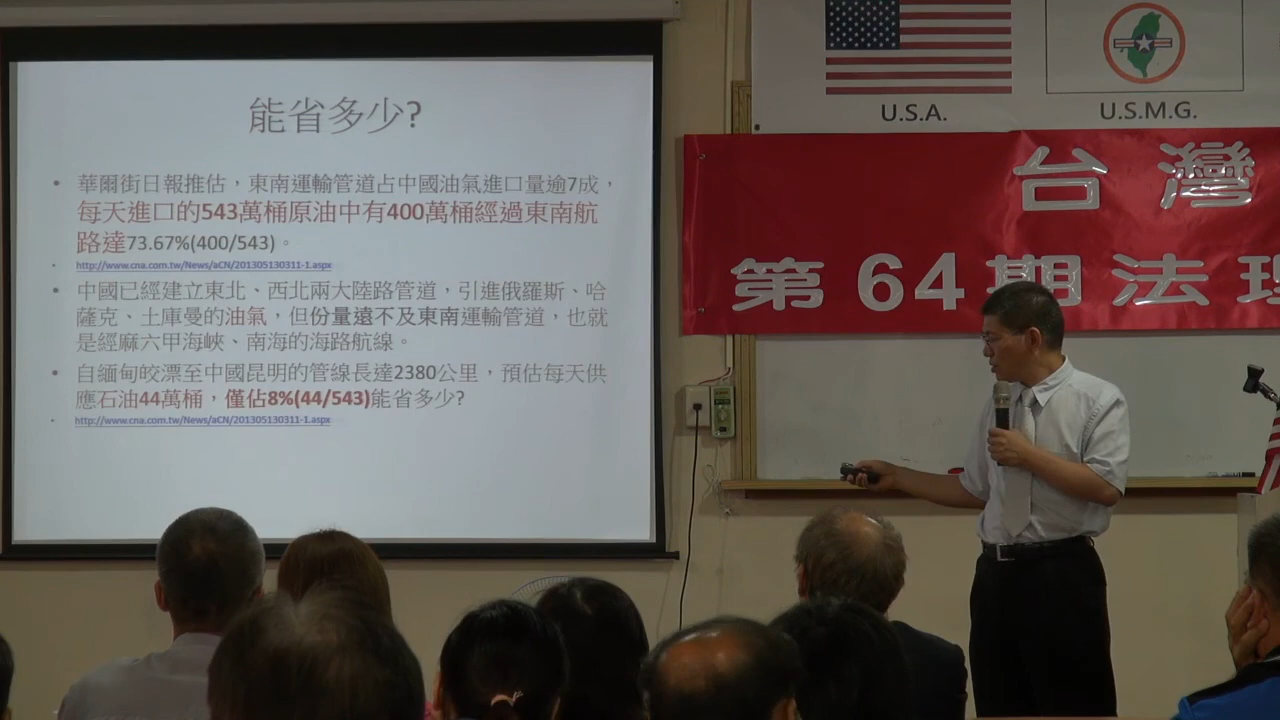 能省多少?
• 華爾街日報推估，東南運輸管道占中國油氣進口量逾7成，
每天進口的543萬桶原油中有400萬桶經過東南航
路達73.67%(400/543)。
• http://www.cna.com.tw/News/aCN/201305130311-1.aspx
• 中國已經建立東北、西北兩大陸路管道，引進俄羅斯、哈
薩克、土庫曼的油氣，但份量遠不及東南運輸管道，也就
是經麻六甲海峽、南海的海路航線。
• 自緬甸皎漂至中國昆明的管線長達2380公里，預估每天供
應石油44萬桶，僅佔8%(44/543)能省多少?
• http://www.cna.com.tw/News/aCN/201305130311-1.aspx
U.S.A.
U.S.M.G.
台灣
第64期法理